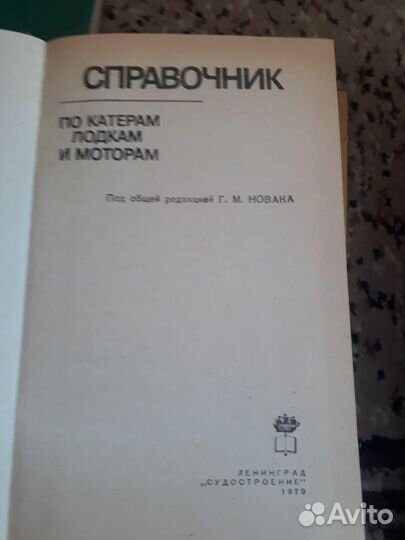 СПРАВОЧНИК
ПО КАТЕРАМ
ЛОДКАМ
И МОТОРАМ
Под общей редакцией Г. М. НОВАКА
ЛЕНИНГРАД
„СУДОСТРОЕНИЕ"
1979
Avito